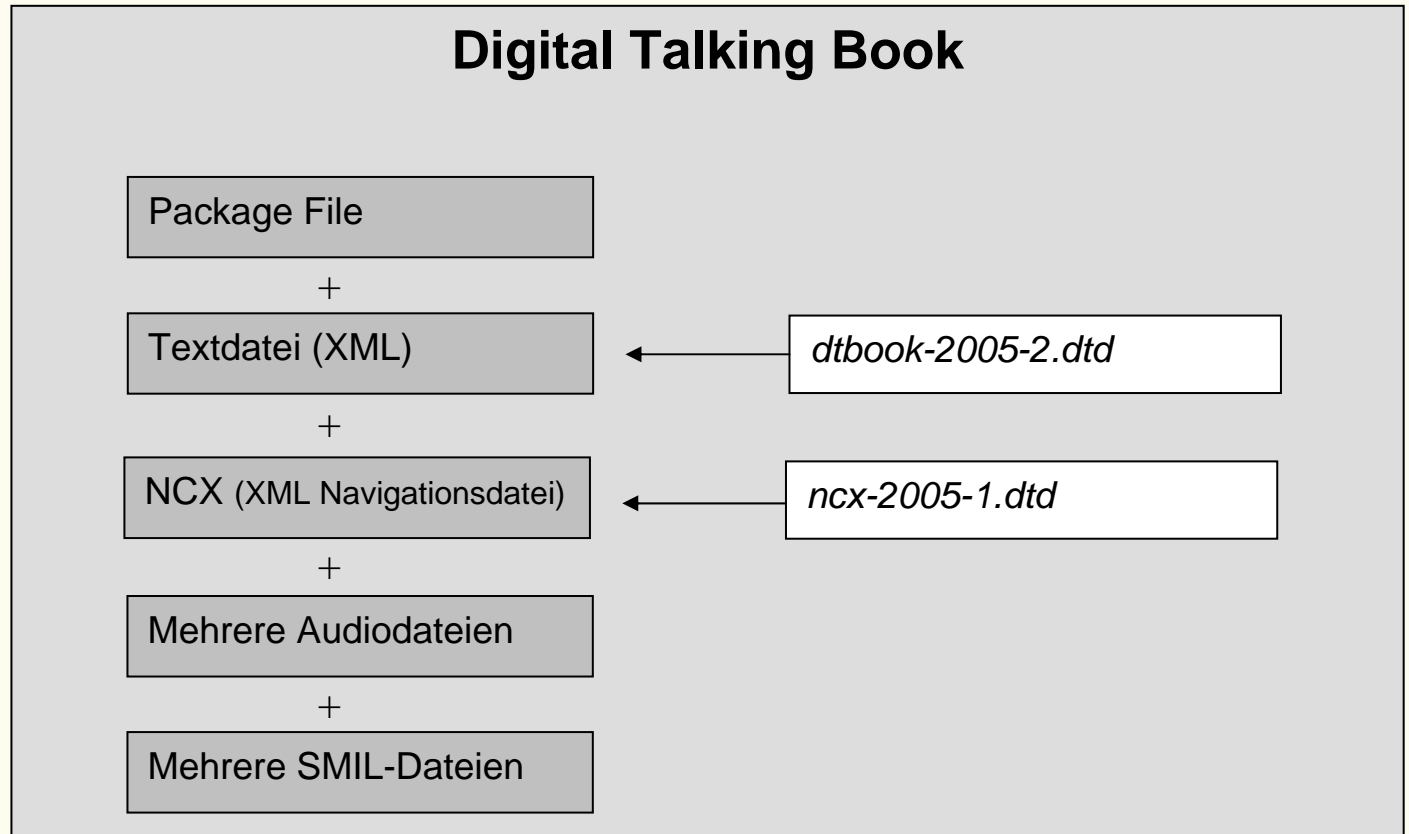 Digital Talking Book
Package File
+
Textdatei (XML)
dtbook-2005-2.dtd
+
NCX (XML Navigationsdatei)
ncx-2005-1.dtd
+
Mehrere Audiodateien
+
Mehrere SMIL-Dateien